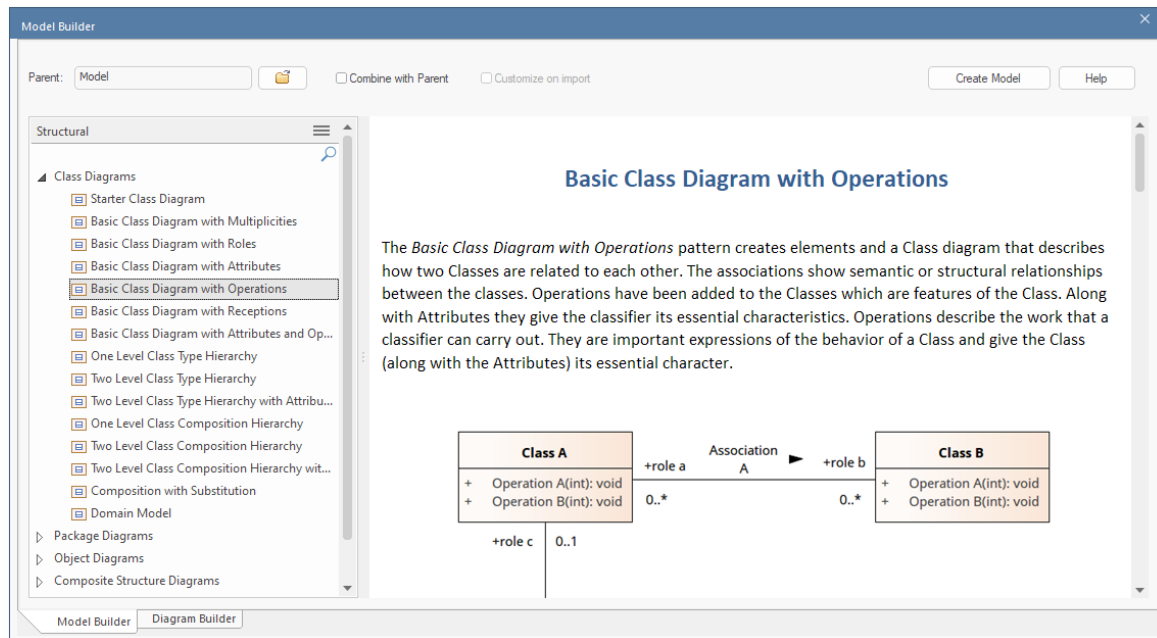 Model Builder
Parent:
Model
Combine with Parent
Customize on import
Create Model
Help
Structural
Class Diagrams
Starter Class Diagram
Basic Class Diagram with Multiplicities
Basic Class Diagram with Roles
Basic Class Diagram with Attributes
Basic Class Diagram with Operations
Basic Class Diagram with Receptions
Basic Class Diagram with Attributes and Op...
One Level Class Type Hierarchy
Two Level Class Type Hierarchy
Two Level Class Type Hierarchy with Attribu...
One Level Class Composition Hierarchy
Two Level Class Composition Hierarchy
Two Level Class Composition Hierarchy wit...
Composition with Substitution
Domain Model
Package Diagrams
Object Diagrams
Composite Structure Diagrams
Basic Class Diagram with Operations
The Basic Class Diagram with Operations pattern creates elements and a Class diagram that describes
how two Classes are related to each other. The associations show semantic or structural relationships
between the classes. Operations have been added to the Classes which are features of the Class. Along
with Attributes they give the classifier its essential characteristics. Operations describe the work that a
classifier can carry out. They are important expressions of the behavior of a Class and give the Class
(along with the Attributes) its essential character.
Class A
+ Operation A(int): void
+ Operation B(int): void
+role a
0..*
Association
A
+role b
0..*
Class B
+ Operation A(int): void
+ Operation B(int): void
+role c
0..1
Model Builder
Diagram Builder